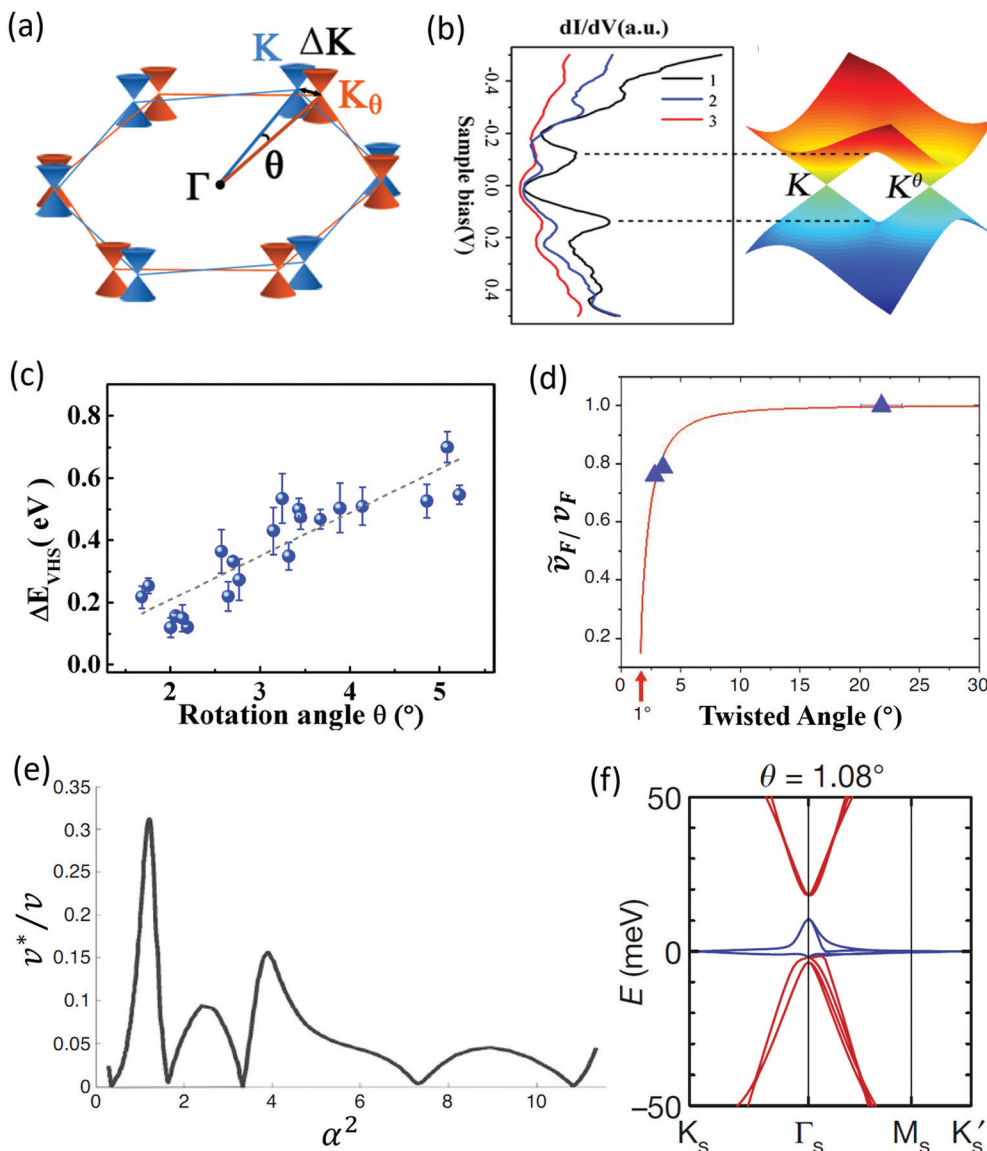 (a)
K
ΔK
K_θ
θ
Γ
(b)
dI/dV(a.u.)
1
2
3
Sample bias(V)
-0.4
-0.2
0.0
0.2
0.4
K
K^θ
(c)
ΔE_VHS( eV)
0.8
0.6
0.4
0.2
0.0
2 3 4 5
Rotation angle θ (°)
(d)
ṽ_F/ v_F
1.0
0.8
0.6
0.4
0.2
0 5 10 15 20 25 30
1°
Twisted Angle (°)
(e)
v*/v
0.35
0.3
0.25
0.2
0.15
0.1
0.05
0
0 2 4 6 8 10
α²
(f)
θ = 1.08°
E (meV)
50
0
−50
K_s Γ_s M_s K_s′